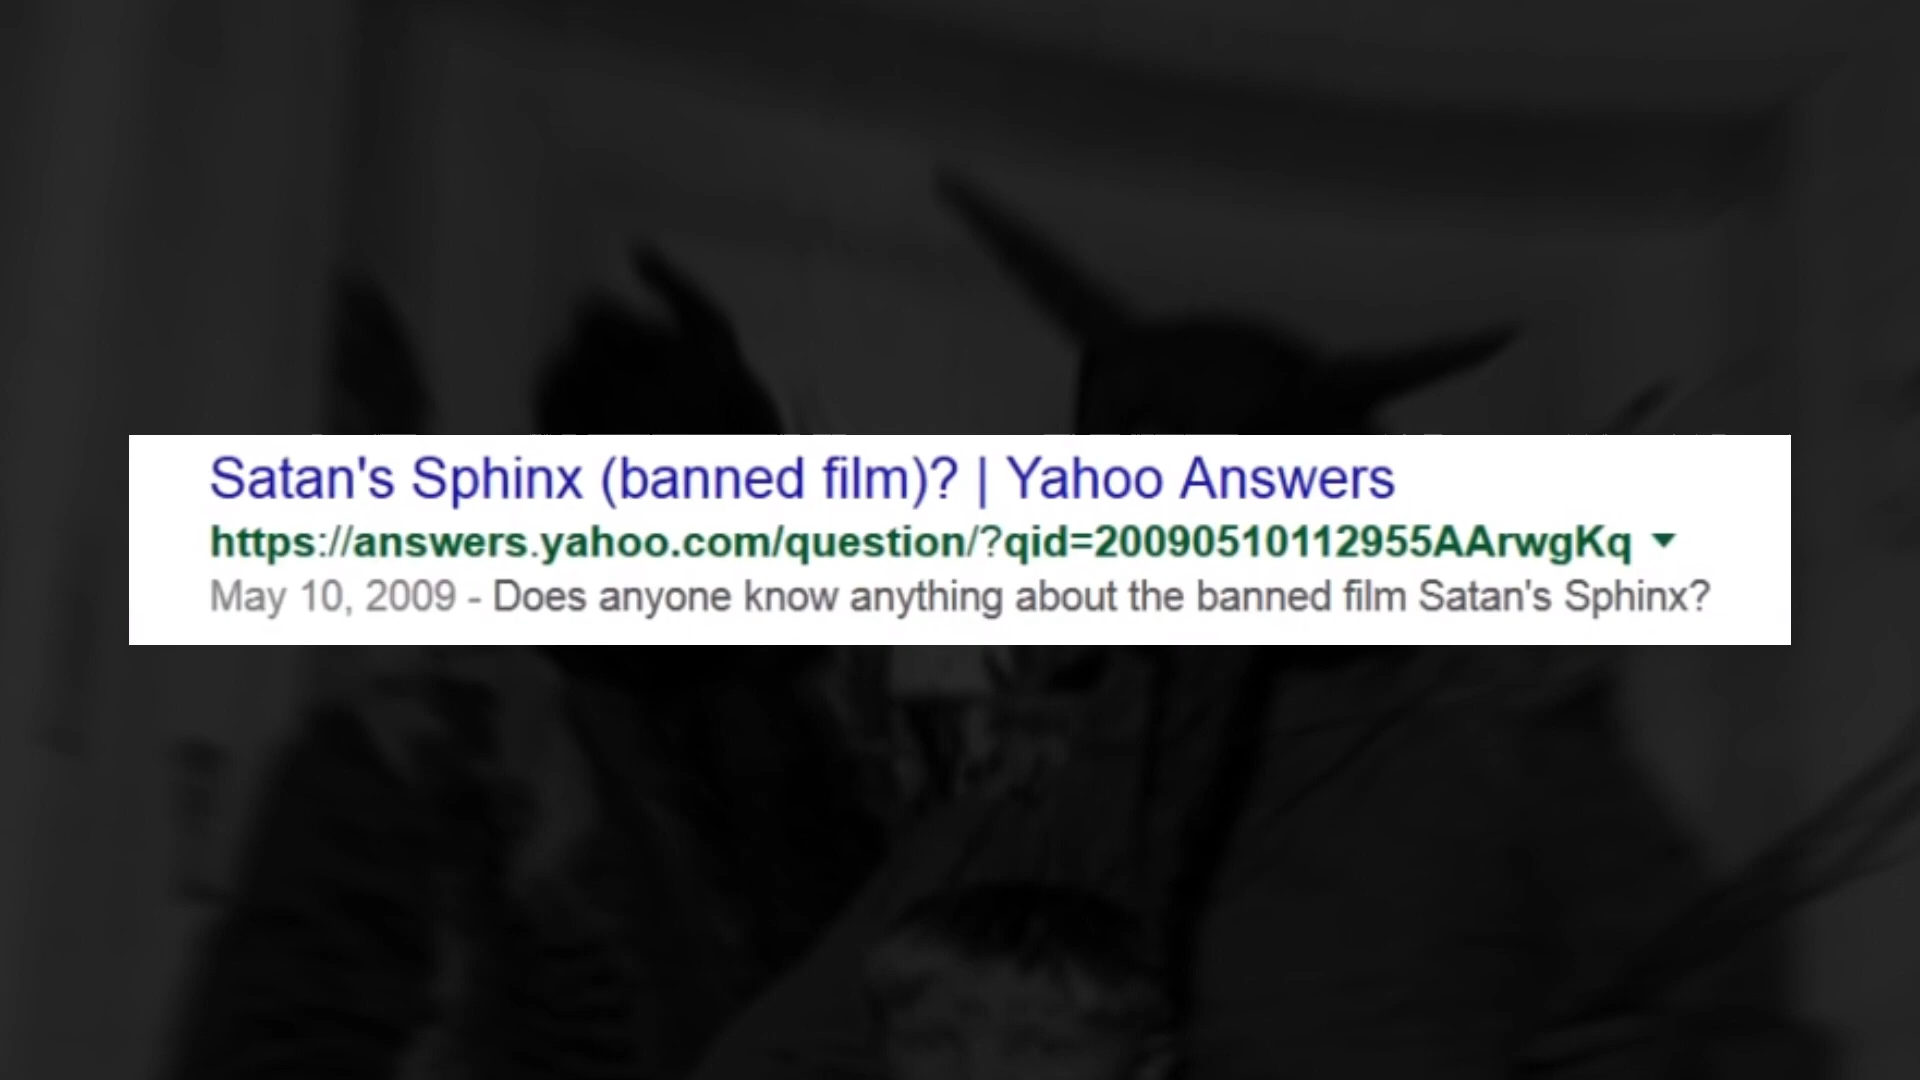 Satan's Sphinx (banned film)? | Yahoo Answers
https://answers.yahoo.com/question/?qid=20090510112955AArwgKq
May 10, 2009 - Does anyone know anything about the banned film Satan's Sphinx?